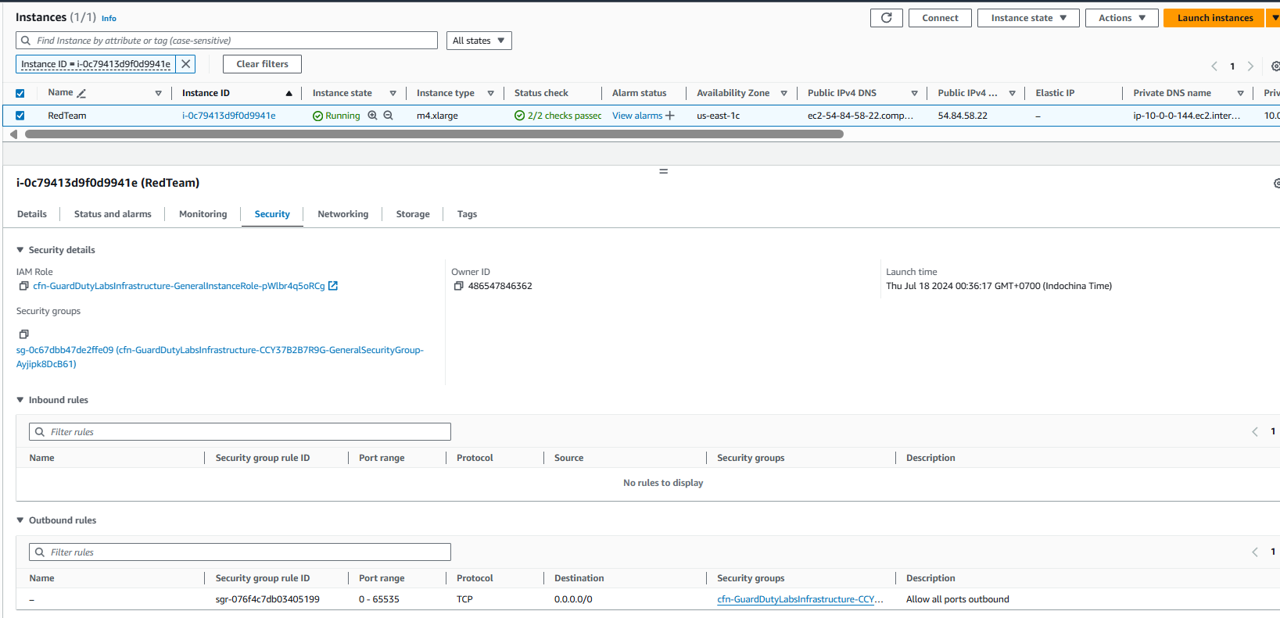 Instances (1/1) Info
Connect Instance state Actions Launch instances
Find Instance by attribute or tag (case-sensitive) All states
Instance ID = i-0c79413d9f0d9941e Clear filters
1
Name Instance ID Instance state Instance type Status check Alarm status Availability Zone Public IPv4 DNS Public IPv4 ... Elastic IP Private DNS name Priv
RedTeam i-0c79413d9f0d9941e Running m4.xlarge 2/2 checks passec View alarms + us-east-1c ec2-54-84-58-22.comp... 54.84.58.22 – ip-10-0-0-144.ec2.inter... 10.0
i-0c79413d9f0d9941e (RedTeam)
Details Status and alarms Monitoring Security Networking Storage Tags
Security details
IAM Role Owner ID Launch time
cfn-GuardDutyLabsInfrastructure-GeneralInstanceRole-pWlbr4q5oRCg 486547846362 Thu Jul 18 2024 00:36:17 GMT+0700 (Indochina Time)
Security groups
sg-0c67dbb47de2ffe09 (cfn-GuardDutyLabsInfrastructure-CCY37B2B7R9G-GeneralSecurityGroup-
Ayjipk8DcB61)
Inbound rules
Filter rules 1
Name Security group rule ID Port range Protocol Source Security groups Description
No rules to display
Outbound rules
Filter rules 1
Name Security group rule ID Port range Protocol Destination Security groups Description
– sgr-076f4c7db03405199 0 - 65535 TCP 0.0.0.0/0 cfn-GuardDutyLabsInfrastructure-CCY... Allow all ports outbound